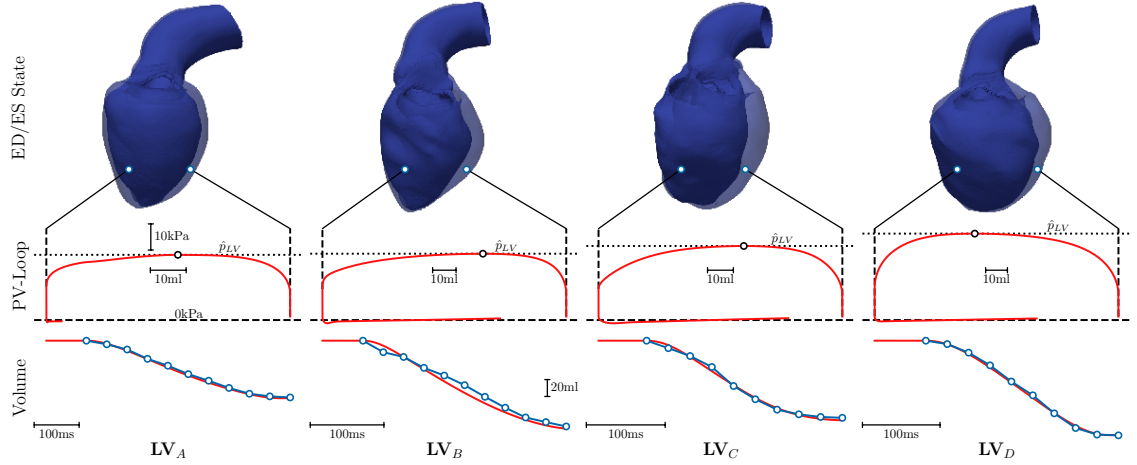 ED/ES State
PV-Loop
10kPa
p̂_LV
p̂_LV
p̂_LV
p̂_LV
10ml
10ml
10ml
10ml
0kPa
Volume
20ml
100ms
100ms
100ms
100ms
LV_A
LV_B
LV_C
LV_D